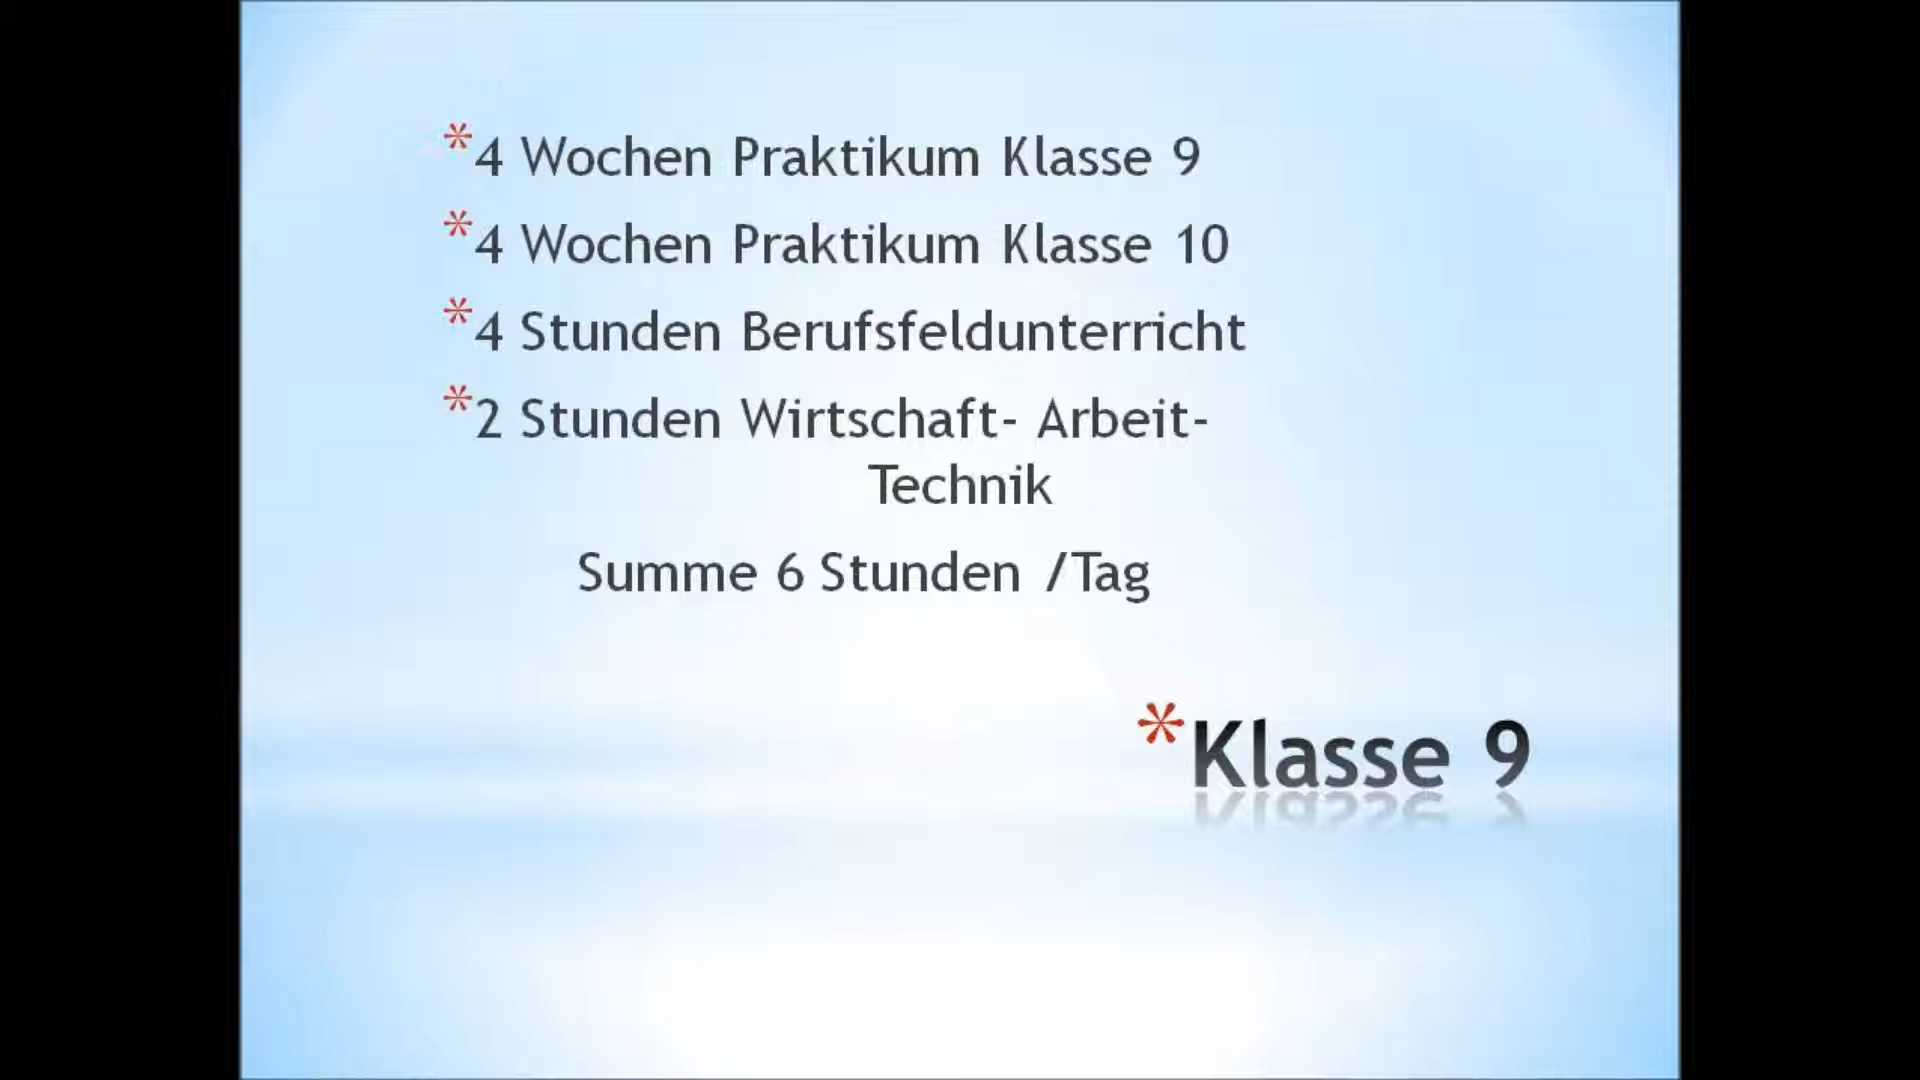 *4 Wochen Praktikum Klasse 9
*4 Wochen Praktikum Klasse 10
*4 Stunden Berufsfeldunterricht
*2 Stunden Wirtschaft- Arbeit-
Technik
Summe 6 Stunden /Tag
*Klasse 9